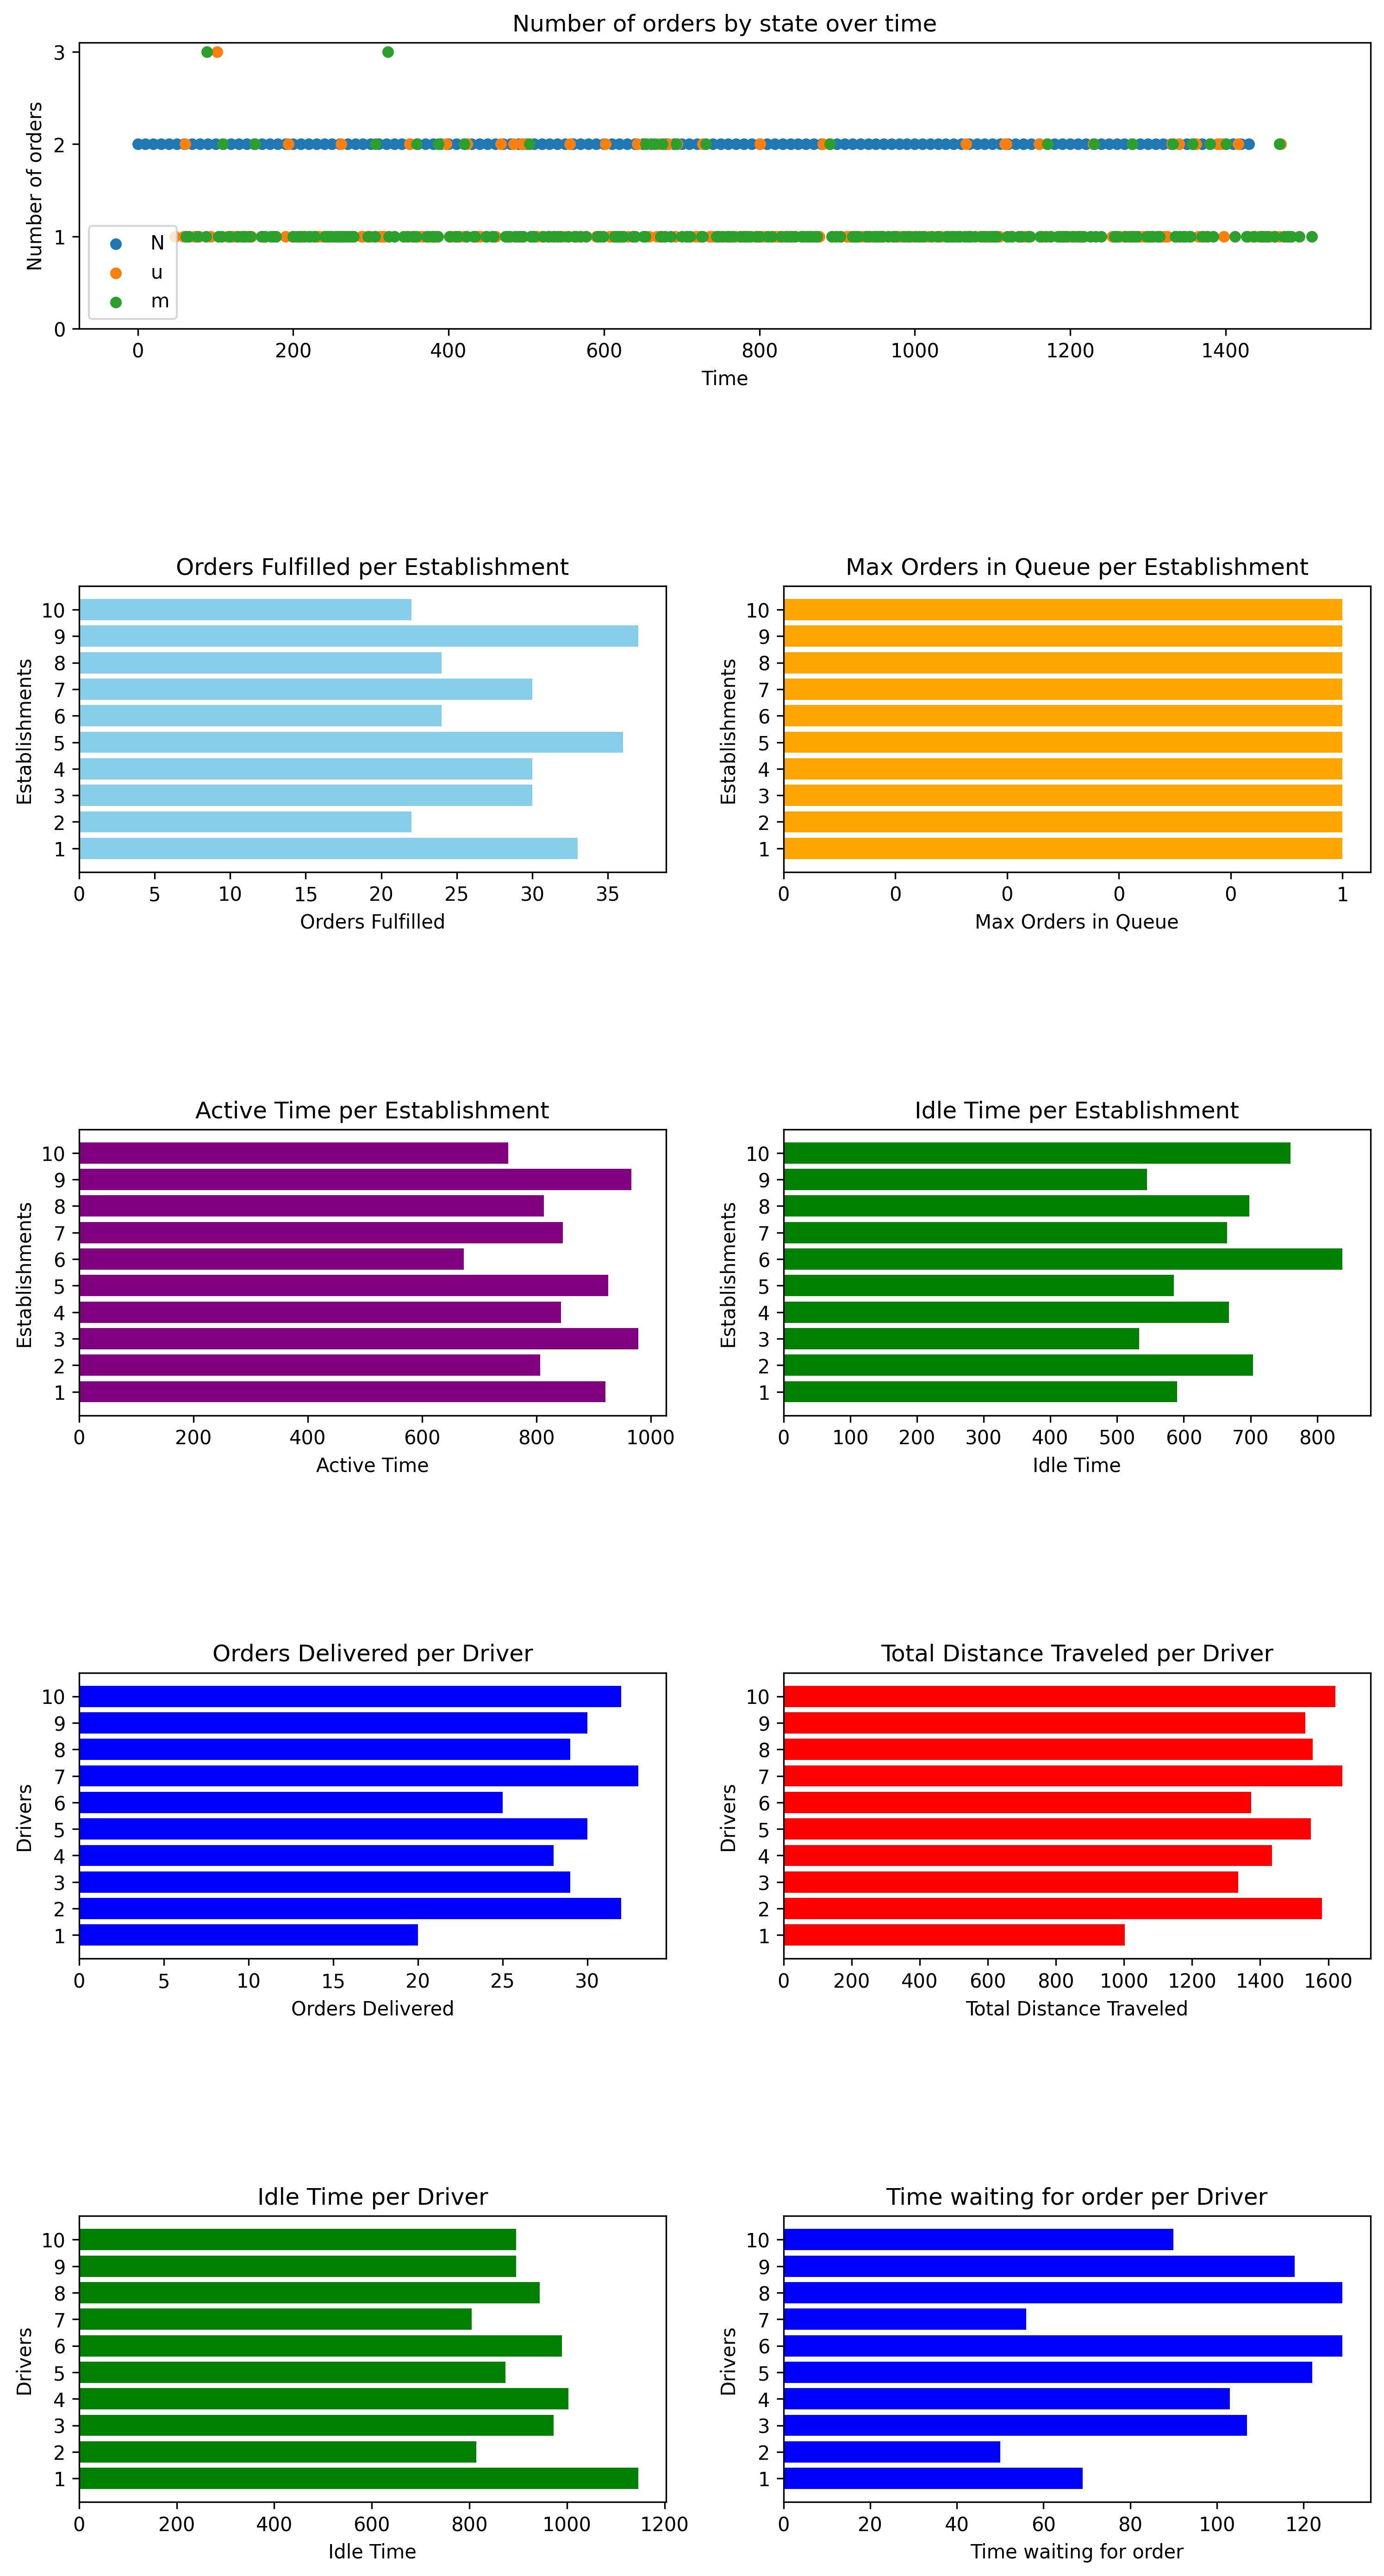 Number of orders by state over time
Number of orders
3
2
1
0
N
u
m
0 200 400 600 800 1000 1200 1400
Time
Orders Fulfilled per Establishment
Establishments
10
9
8
7
6
5
4
3
2
1
0 5 10 15 20 25 30 35
Orders Fulfilled
Max Orders in Queue per Establishment
Establishments
10
9
8
7
6
5
4
3
2
1
0 0 0 0 0 1
Max Orders in Queue
Active Time per Establishment
Establishments
10
9
8
7
6
5
4
3
2
1
0 200 400 600 800 1000
Active Time
Idle Time per Establishment
Establishments
10
9
8
7
6
5
4
3
2
1
0 100 200 300 400 500 600 700 800
Idle Time
Orders Delivered per Driver
Drivers
10
9
8
7
6
5
4
3
2
1
0 5 10 15 20 25 30
Orders Delivered
Total Distance Traveled per Driver
Drivers
10
9
8
7
6
5
4
3
2
1
0 200 400 600 800 1000 1200 1400 1600
Total Distance Traveled
Idle Time per Driver
Drivers
10
9
8
7
6
5
4
3
2
1
0 200 400 600 800 1000 1200
Idle Time
Time waiting for order per Driver
Drivers
10
9
8
7
6
5
4
3
2
1
0 20 40 60 80 100 120
Time waiting for order